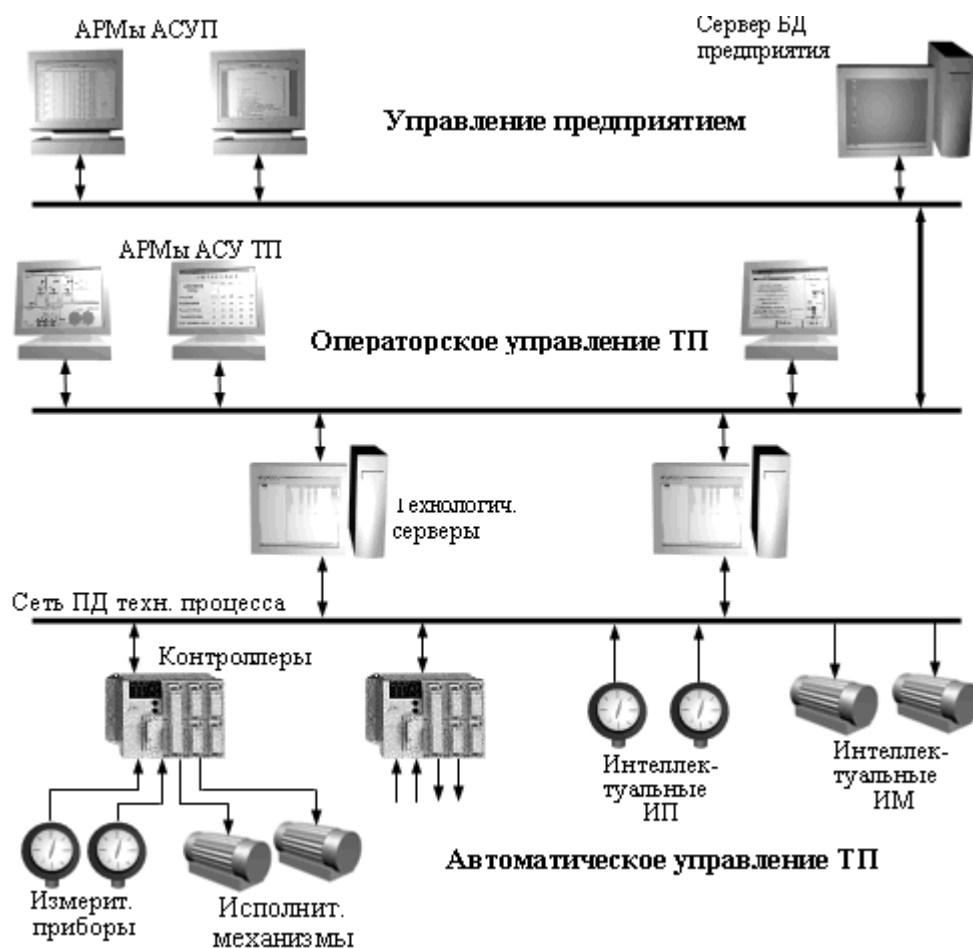 АРМы АСУП
Сервер БД
предприятия
Управление предприятием
АРМы АСУ ТП
Операторское управление ТП
Технологич.
серверы
Сеть ПД техн. процесса
Контроллеры
Интеллек-
туальные
ИП
Интеллек-
туальные
ИМ
Автоматическое управление ТП
Измерит.
приборы
Исполнит.
механизмы